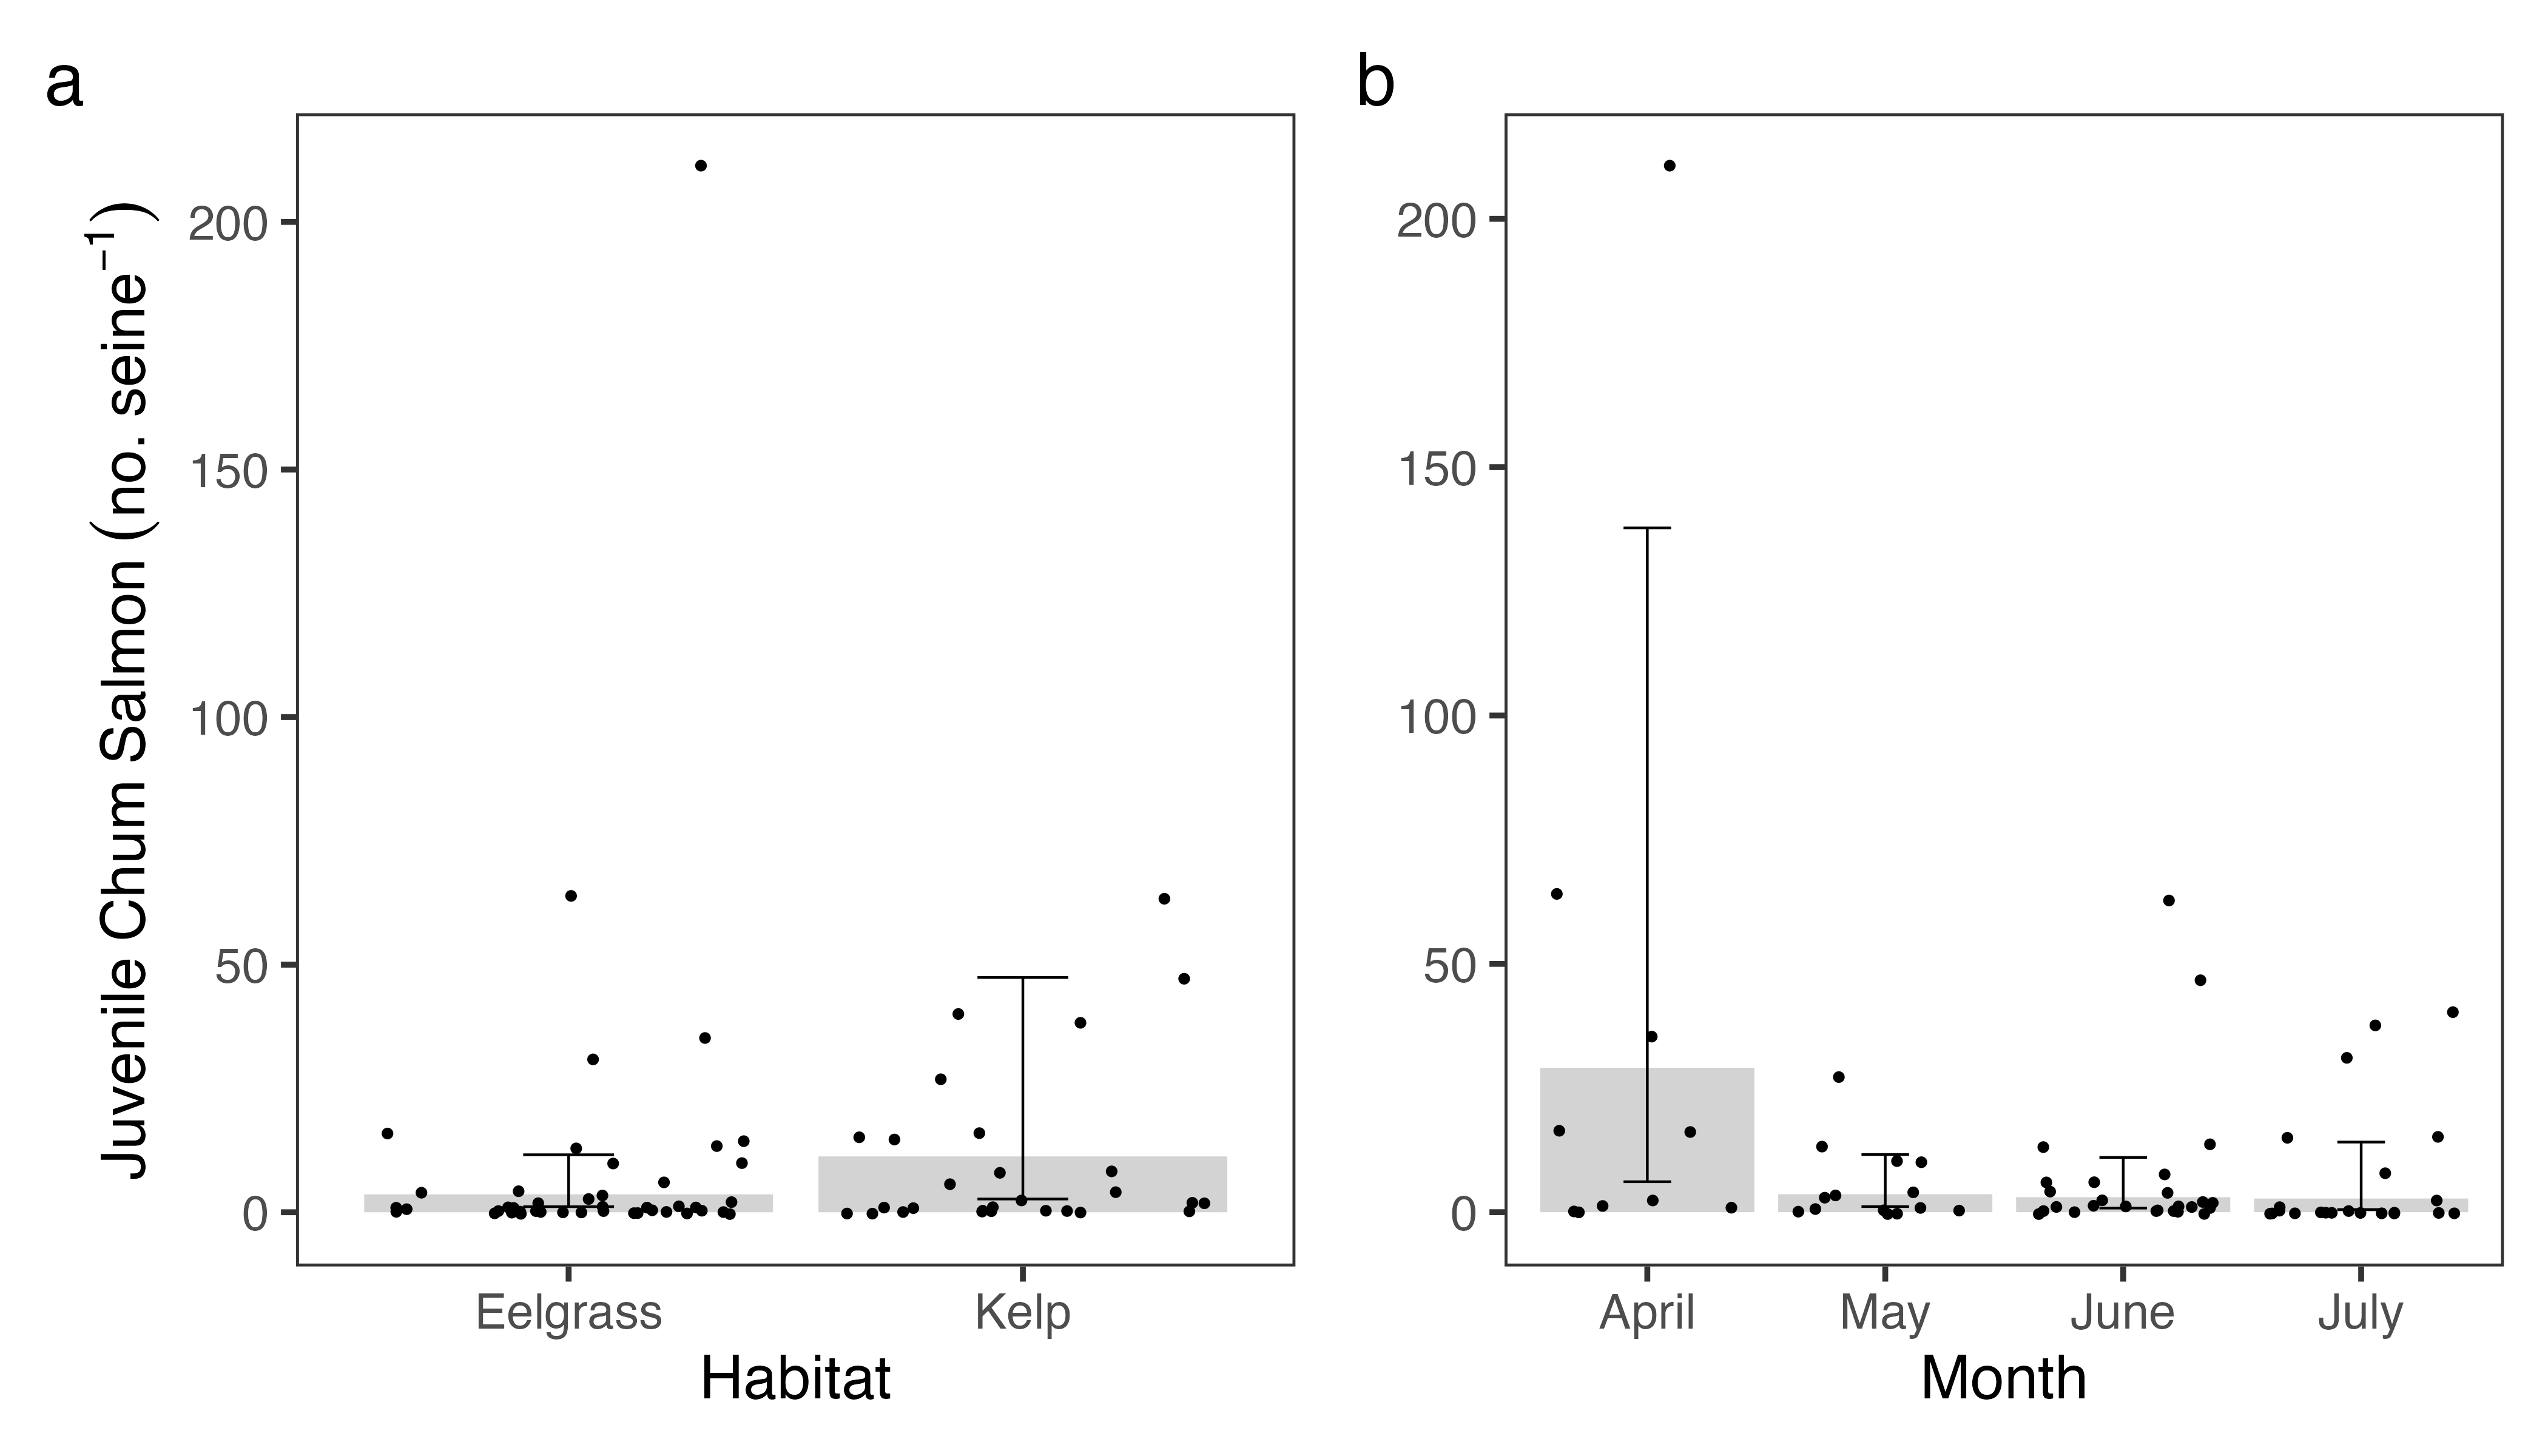 a
Juvenile Chum Salmon (no. seine⁻¹)
200
150
100
50
0
Eelgrass Kelp
Habitat
b
200
150
100
50
0
April May June July
Month